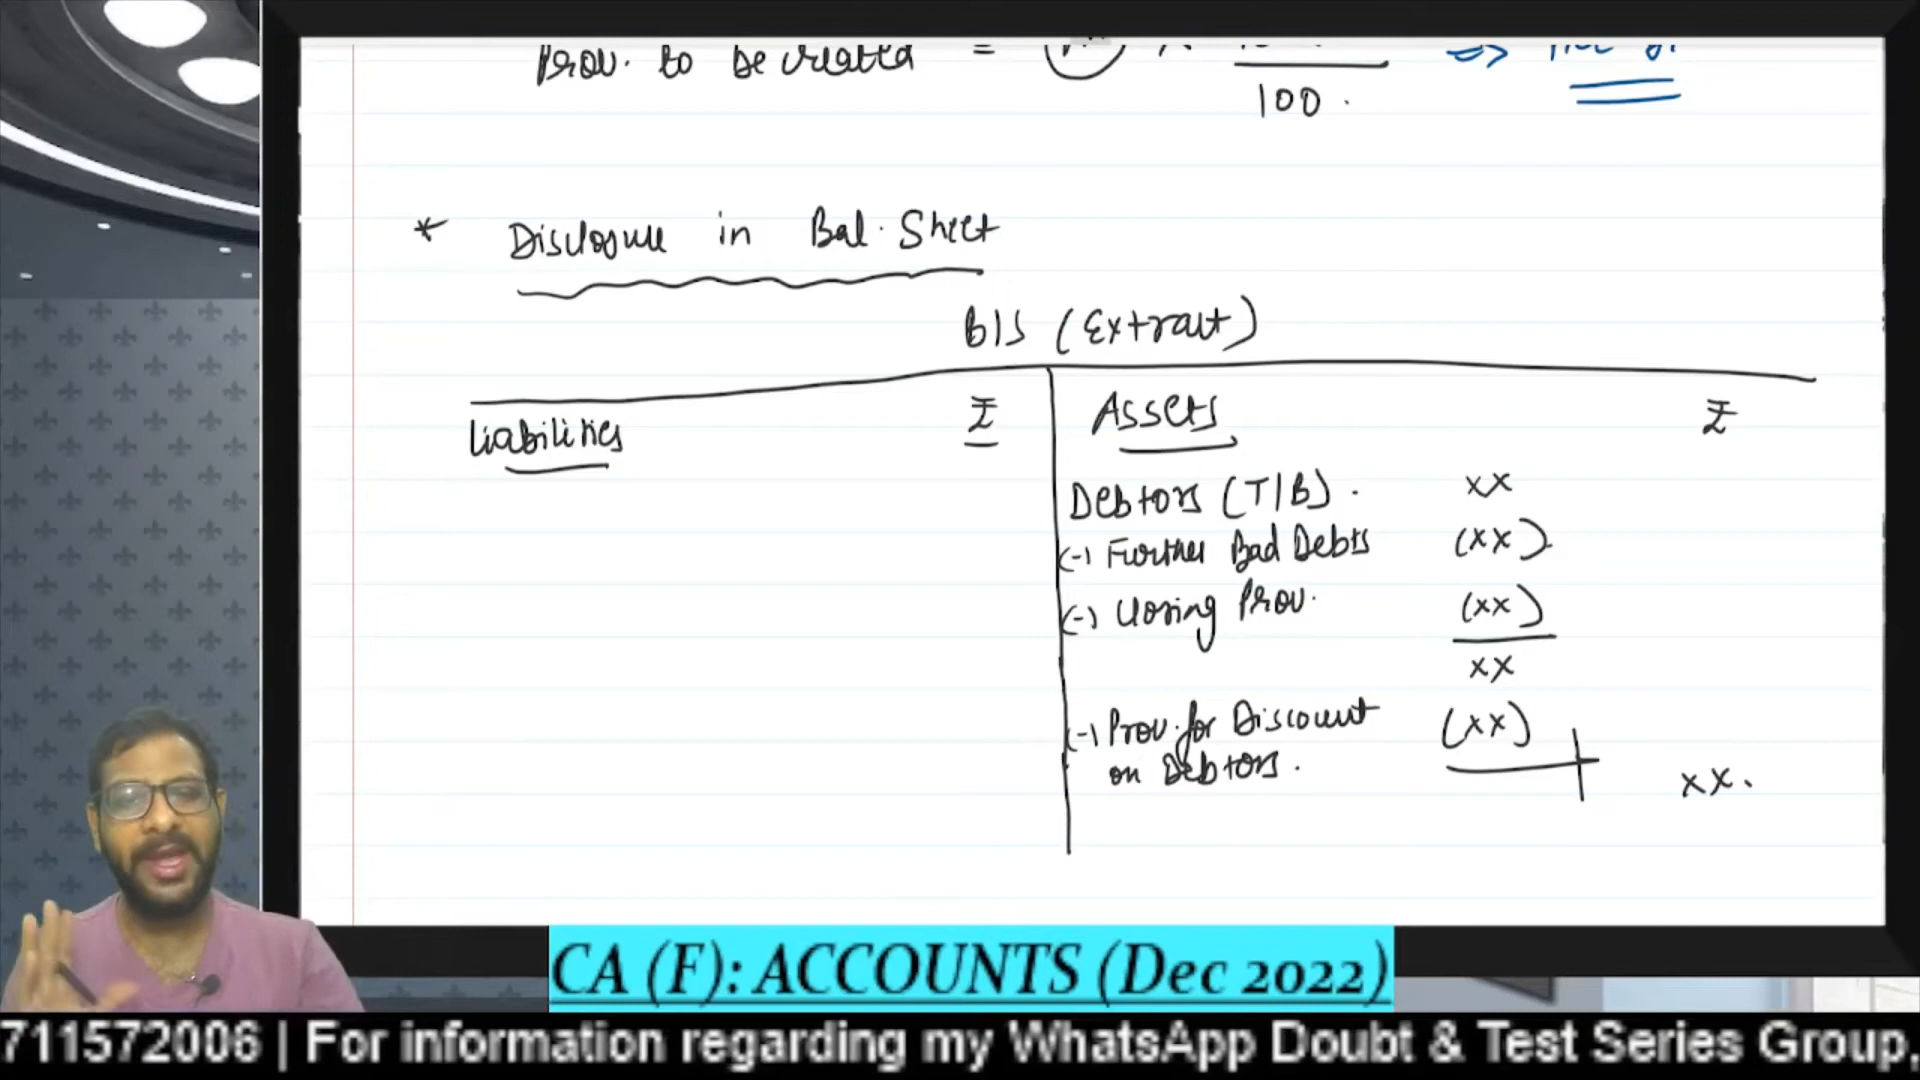 Prov. to be created =
100.
* Disclosure in Bal. Sheet
B/S (Extract)
Liabilities ₹ Assets ₹
Debtors (T/B). xx
(-) Further Bad Debts (xx).
(-) Closing Prov. (xx)
xx
(-) Prov. for Discount (xx)
on Debtors. xx.
CA (F): ACCOUNTS (Dec 2022)
711572006 | For information regarding my WhatsApp Doubt & Test Series Group,